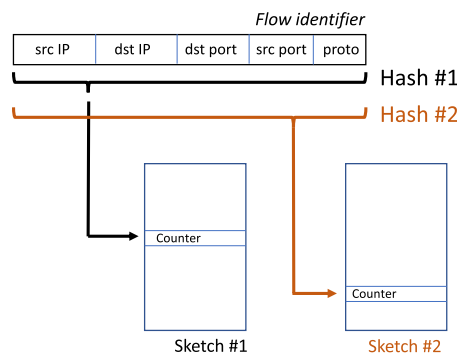 Flow identifier
src IP dst IP dst port src port proto
Hash #1
Hash #2
Counter
Counter
Sketch #1
Sketch #2